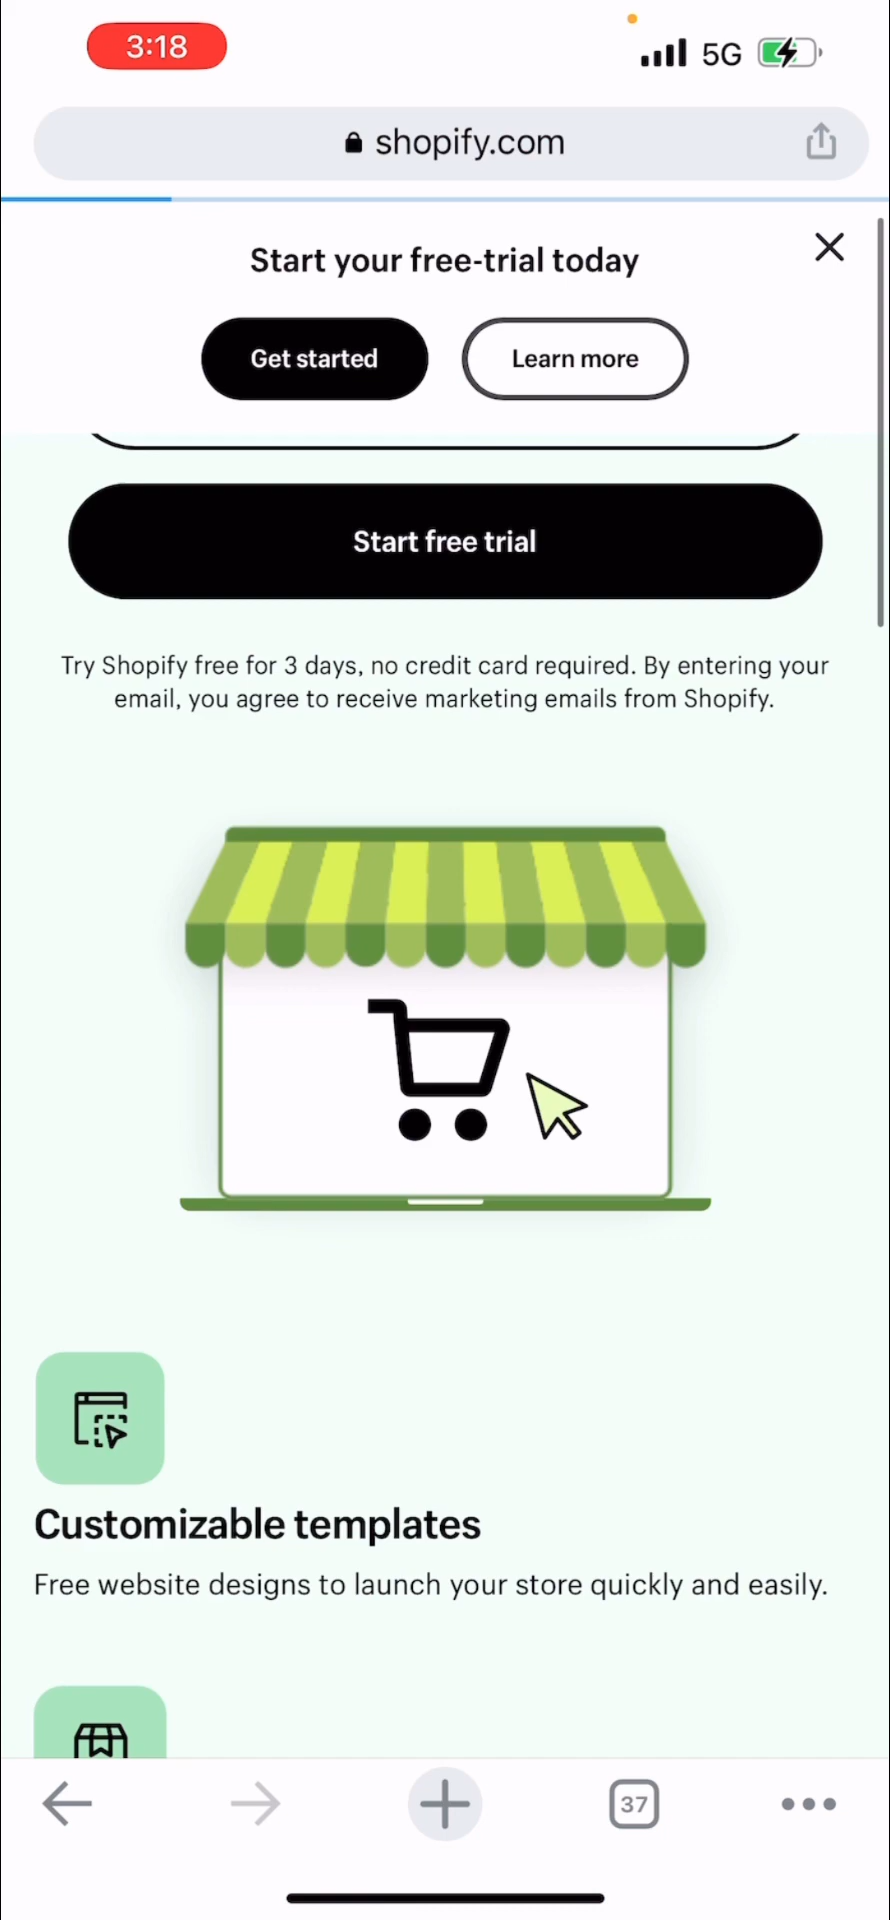 3:18
5G
shopify.com
Start your free-trial today
Get started
Learn more
Start free trial
Try Shopify free for 3 days, no credit card required. By entering your
email, you agree to receive marketing emails from Shopify.
Customizable templates
Free website designs to launch your store quickly and easily.
37